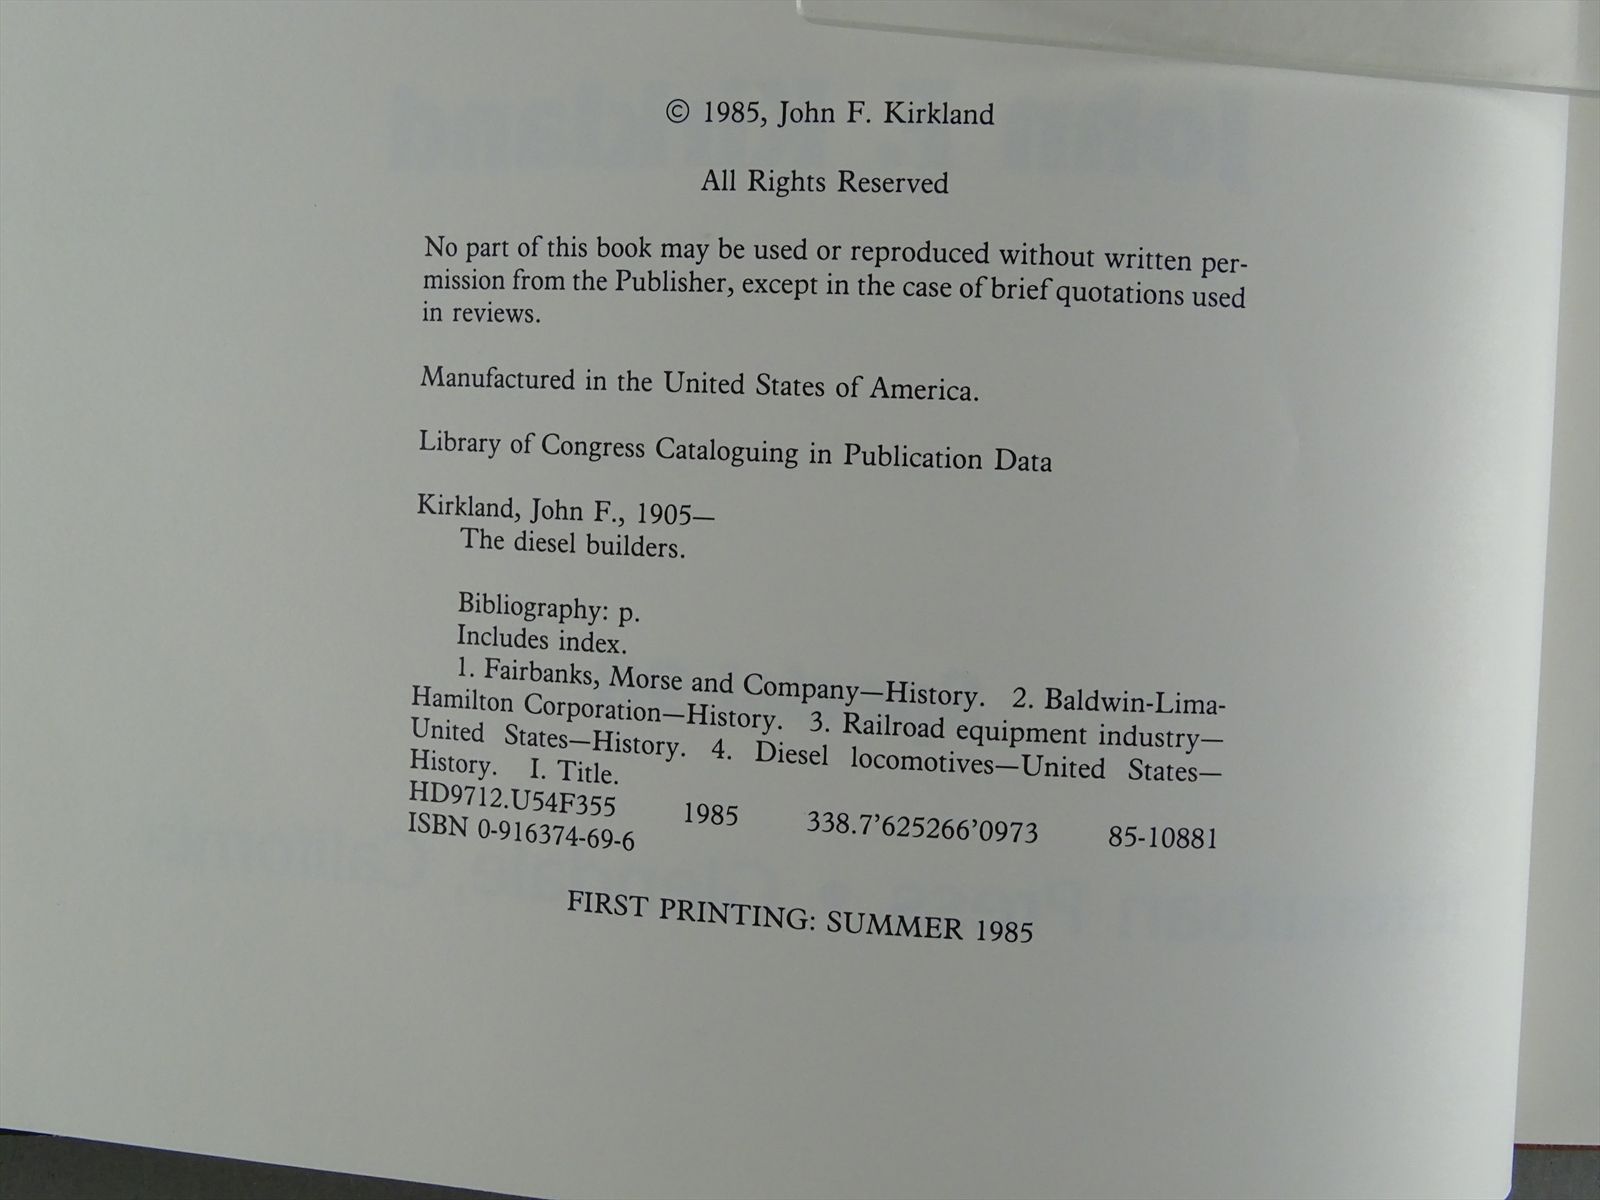 © 1985, John F. Kirkland
All Rights Reserved
No part of this book may be used or reproduced without written per-
mission from the Publisher, except in the case of brief quotations used
in reviews.
Manufactured in the United States of America.
Library of Congress Cataloguing in Publication Data
Kirkland, John F., 1905—
The diesel builders.
Bibliography: p.
Includes index.
1. Fairbanks, Morse and Company—History. 2. Baldwin-Lima-
Hamilton Corporation—History. 3. Railroad equipment industry—
United States—History. 4. Diesel locomotives—United States—
History. I. Title.
HD9712.U54F355 1985 338.7'625266'0973 85-10881
ISBN 0-916374-69-6
FIRST PRINTING: SUMMER 1985